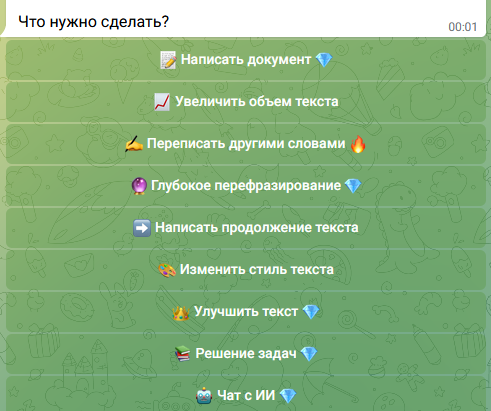 Что нужно сделать?
00:01
📝 Написать документ 💎
📈 Увеличить объем текста
✍️ Переписать другими словами 🔥
🔮 Глубокое перефразирование 💎
➡️ Написать продолжение текста
🎨 Изменить стиль текста
🫅 Улучшить текст 💎
📚 Решение задач 💎
🤖 Чат с ИИ 💎